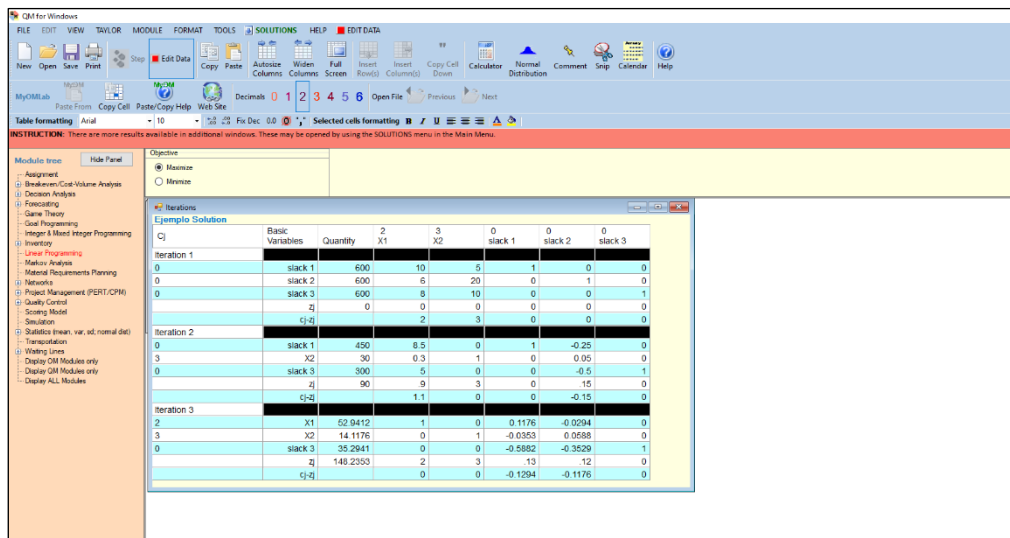 QM for Windows
FILE EDIT VIEW TAYLOR MODULE FORMAT TOOLS SOLUTIONS HELP EDIT DATA
New Open Save Print Step Edit Data Copy Paste Autosize Columns Widen Columns Full Screen Insert Row(s) Insert Column(s) Copy Cell Down Calculator Normal Distribution Comment Snip Calendar Help
MyOMLab Paste From Copy Cell Paste/Copy Help Web Site Decimals 0 1 2 3 4 5 6 Open File Previous Next
Table formatting Arial 10 Fix Dec 0.0 0 "," Selected cells formatting B I U A
INSTRUCTION: There are more results available in additional windows. These may be opened by using the SOLUTIONS menu in the Main Menu.
Module tree Hide Panel
Assignment
Breakeven/Cost-Volume Analysis
Decision Analysis
Forecasting
Game Theory
Goal Programming
Integer & Mixed Integer Programming
Inventory
Linear Programming
Markov Analysis
Material Requirements Planning
Networks
Project Management (PERT/CPM)
Quality Control
Scoring Model
Simulation
Statistics (mean, var, sd; normal dist)
Transportation
Waiting Lines
Display OM Modules only
Display QM Modules only
Display ALL Modules
Objective
Maximize
Minimize
Iterations
Ejemplo Solution
Cj Basic Variables Quantity 2 X1 3 X2 0 slack 1 0 slack 2 0 slack 3
Iteration 1
0 slack 1 600 10 5 1 0 0
0 slack 2 600 6 20 0 1 0
0 slack 3 600 8 10 0 0 1
zj 0 0 0 0 0 0
cj-zj 2 3 0 0 0
Iteration 2
0 slack 1 450 8.5 0 1 -0.25 0
3 X2 30 0.3 1 0 0.05 0
0 slack 3 300 5 0 0 -0.5 1
zj 90 .9 3 0 .15 0
cj-zj 1.1 0 0 -0.15 0
Iteration 3
2 X1 52.9412 1 0 0.1176 -0.0294 0
3 X2 14.1176 0 1 -0.0353 0.0588 0
0 slack 3 35.2941 0 0 -0.5882 -0.3529 1
zj 148.2353 2 3 .13 .12 0
cj-zj 0 0 -0.1294 -0.1176 0